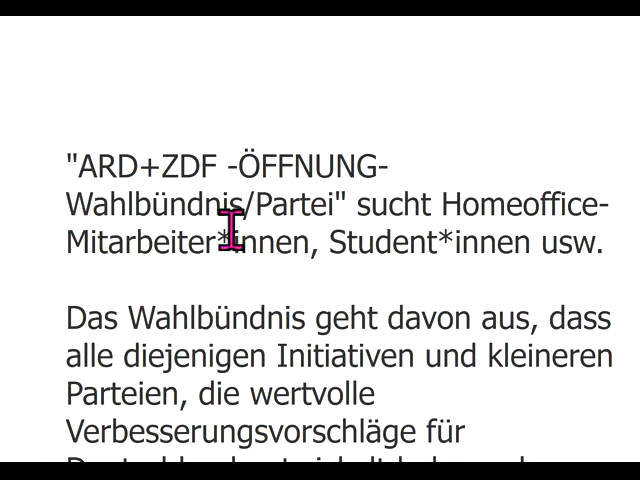 "ARD+ZDF -ÖFFNUNG-
Wahlbündnis/Partei" sucht Homeoffice-
Mitarbeiter*innen, Student*innen usw.
Das Wahlbündnis geht davon aus, dass
alle diejenigen Initiativen und kleineren
Parteien, die wertvolle
Verbesserungsvorschläge für